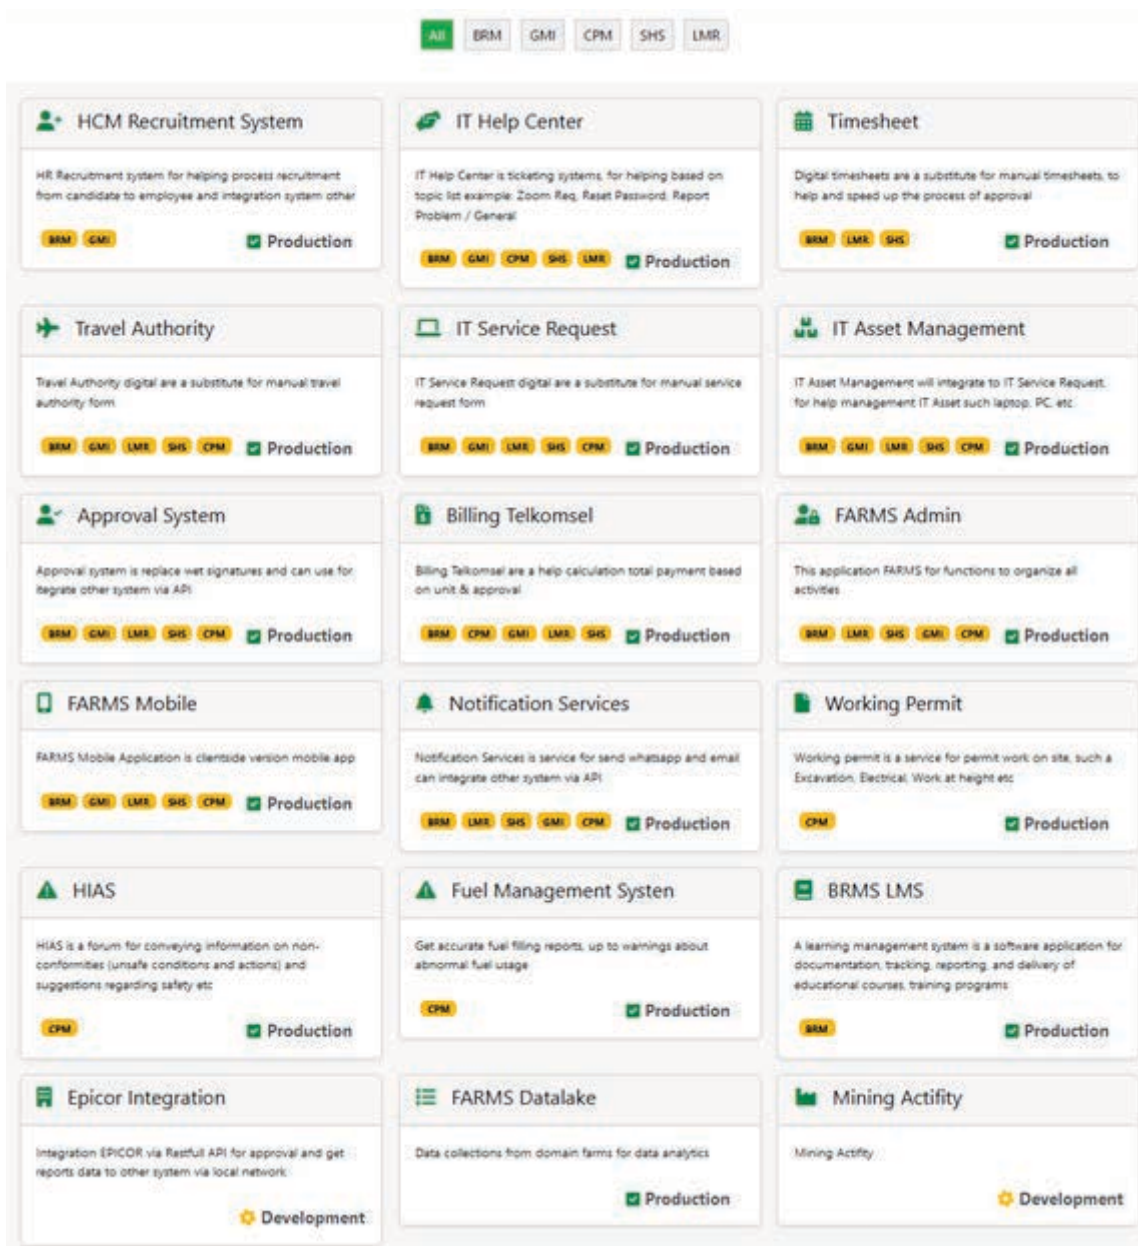 All BRM GMI CPM SHS LMR
HCM Recruitment System
HR Recruitment system for helping process recruitment
from candidate to employee and integration system other
BRM GMI Production
IT Help Center
IT Help Center is ticketing systems, for helping based on
topic list example: Zoom Req, Reset Password, Report
Problem / General
BRM GMI CPM SHS LMR Production
Timesheet
Digital timesheets are a substitute for manual timesheets, to
help and speed up the process of approval
BRM LMR SHS Production
Travel Authority
Travel Authority digital are a substitute for manual travel
authority form
BRM GMI LMR SHS CPM Production
IT Service Request
IT Service Request digital are a substitute for manual service
request form
BRM GMI LMR SHS CPM Production
IT Asset Management
IT Asset Management will integrate to IT Service Request,
for help management IT Asset such laptop, PC, etc
BRM GMI LMR SHS CPM Production
Approval System
Approval system is replace wet signatures and can use for
itegrate other system via API
BRM GMI LMR SHS CPM Production
Billing Telkomsel
Billing Telkomsel are a help calculation total payment based
on unit & approval
BRM CPM GMI LMR SHS Production
FARMS Admin
This application FARMS for functions to organize all
activities
BRM LMR SHS GMI CPM Production
FARMS Mobile
FARMS Mobile Application is clientside version mobile app
BRM GMI LMR SHS CPM Production
Notification Services
Notification Services is service for send whatsapp and email
can integrate other system via API
BRM LMR SHS GMI CPM Production
Working Permit
Working permit is a service for permit work on site, such a
Excavation, Electrical, Work at height etc
CPM Production
HIAS
HIAS is a forum for conveying information on non-
conformities (unsafe conditions and actions) and
suggestions regarding safety etc
CPM Production
Fuel Management Systen
Get accurate fuel filling reports, up to warnings about
abnormal fuel usage
CPM Production
BRMS LMS
A learning management system is a software application for
documentation, tracking, reporting, and delivery of
educational courses, training programs
BRM Production
Epicor Integration
Integration EPICOR via Restfull API for approval and get
reports data to other system via local network
Development
FARMS Datalake
Data collections from domain farms for data analytics
Production
Mining Actifity
Mining Actifity
Development